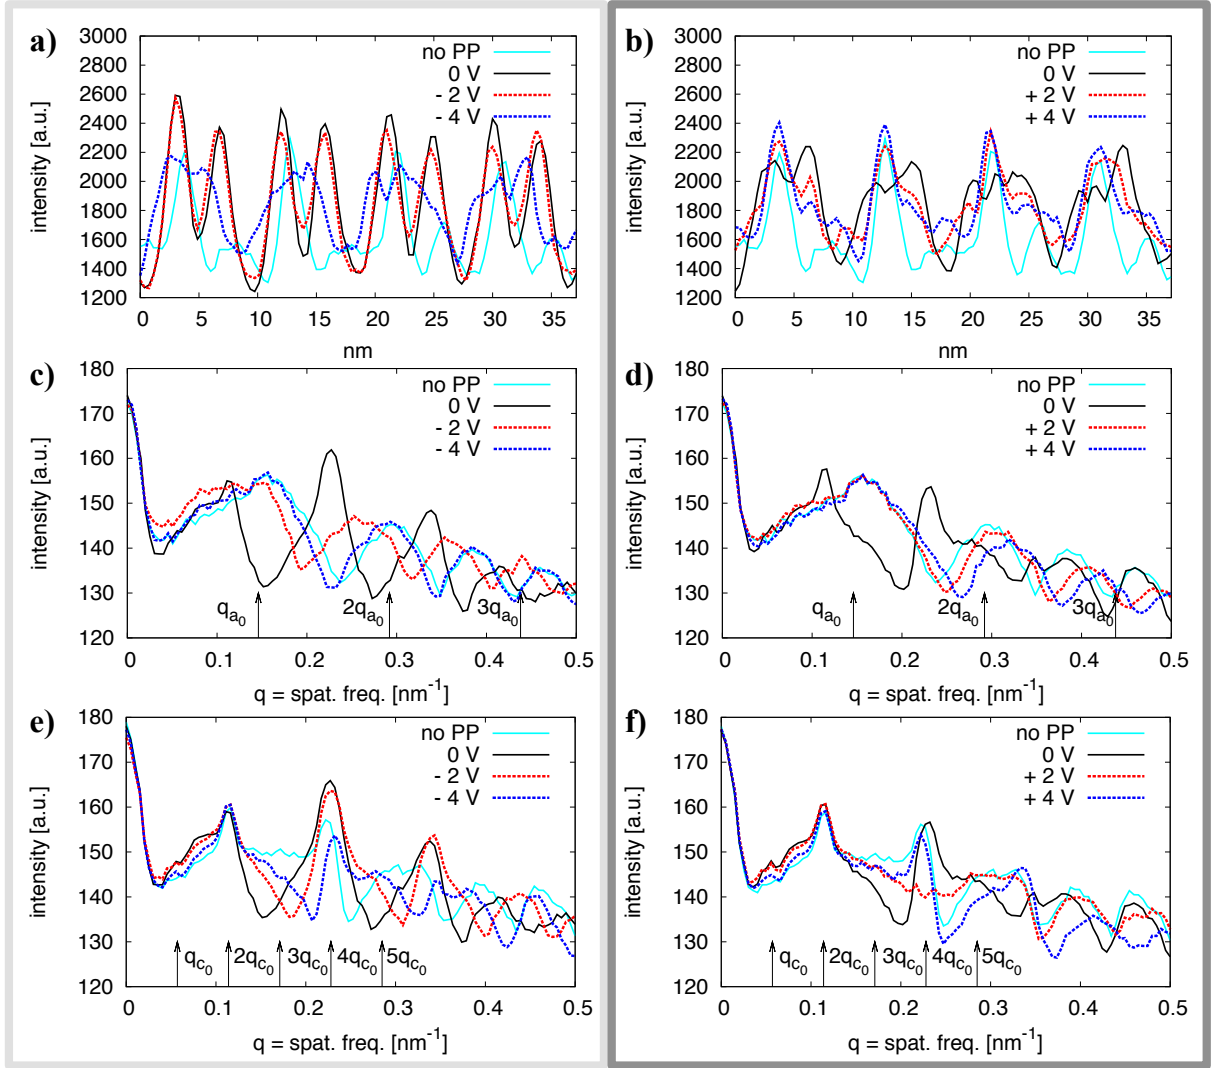 a)
3000
2800
2600
2400
2200
2000
1800
1600
1400
1200
intensity [a.u.]
no PP
0 V
- 2 V
- 4 V
0 5 10 15 20 25 30 35
nm
b)
3000
2800
2600
2400
2200
2000
1800
1600
1400
1200
intensity [a.u.]
no PP
0 V
+ 2 V
+ 4 V
0 5 10 15 20 25 30 35
nm
c)
180
170
160
150
140
130
120
intensity [a.u.]
no PP
0 V
- 2 V
- 4 V
qa0 2qa0 3qa0
0 0.1 0.2 0.3 0.4 0.5
q = spat. freq. [nm-1]
d)
180
170
160
150
140
130
120
intensity [a.u.]
no PP
0 V
+ 2 V
+ 4 V
qa0 2qa0 3qa0
0 0.1 0.2 0.3 0.4 0.5
q = spat. freq. [nm-1]
e)
180
170
160
150
140
130
120
intensity [a.u.]
no PP
0 V
- 2 V
- 4 V
qc0 2qc0 3qc0 4qc0 5qc0
0 0.1 0.2 0.3 0.4 0.5
q = spat. freq. [nm-1]
f)
180
170
160
150
140
130
120
intensity [a.u.]
no PP
0 V
+ 2 V
+ 4 V
qc0 2qc0 3qc0 4qc0 5qc0
0 0.1 0.2 0.3 0.4 0.5
q = spat. freq. [nm-1]